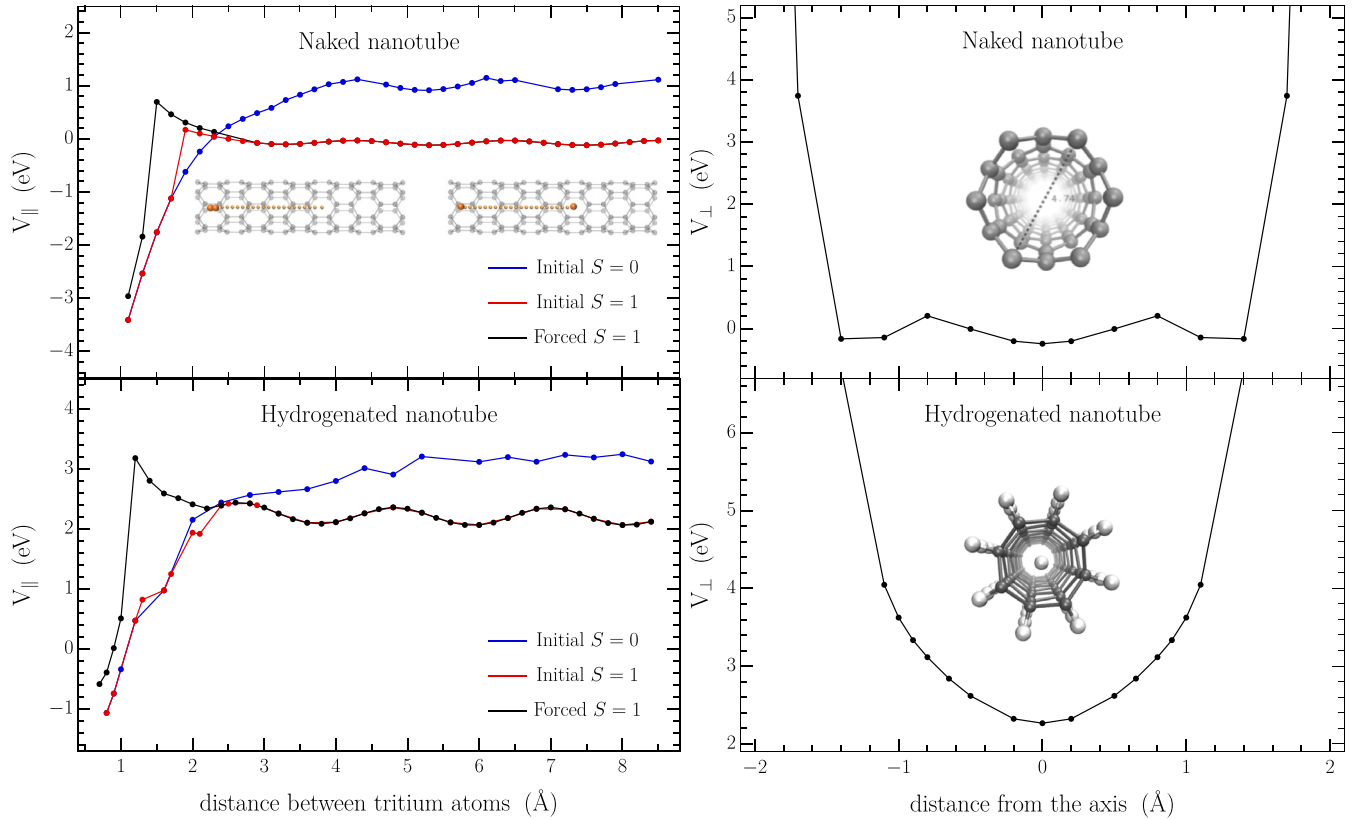 Naked nanotube
2
1
0
−1
−2
−3
−4
V∥ (eV)
Initial S = 0
Initial S = 1
Forced S = 1
Naked nanotube
5
4
3
2
1
0
V⊥ (eV)
4.74
Hydrogenated nanotube
4
3
2
1
0
−1
V∥ (eV)
Initial S = 0
Initial S = 1
Forced S = 1
1 2 3 4 5 6 7 8
distance between tritium atoms (Å)
Hydrogenated nanotube
6
5
4
3
2
V⊥ (eV)
−2 −1 0 1 2
distance from the axis (Å)